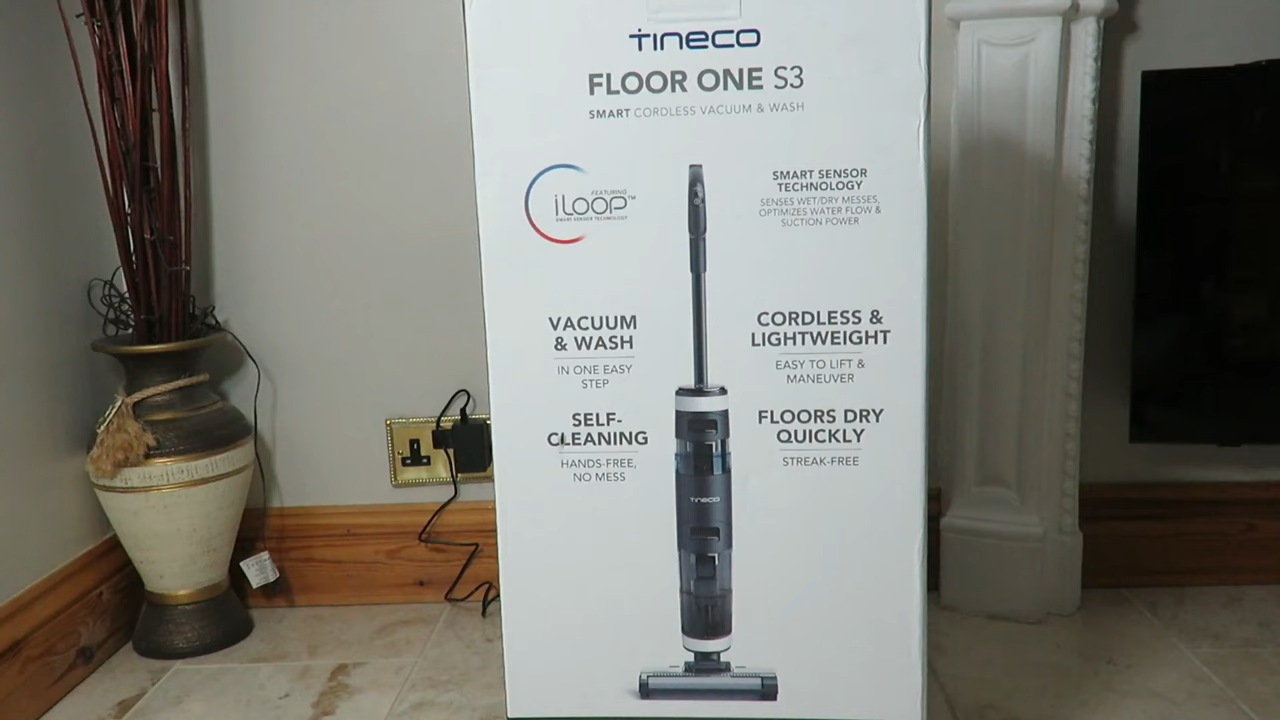 TINECO
FLOOR ONE S3
SMART CORDLESS VACUUM & WASH
FEATURING
iLOOP™
SMART SENSOR TECHNOLOGY
SMART SENSOR
TECHNOLOGY
SENSES WET/DRY MESSES,
OPTIMIZES WATER FLOW &
SUCTION POWER
VACUUM
& WASH
IN ONE EASY
STEP
CORDLESS &
LIGHTWEIGHT
EASY TO LIFT &
MANEUVER
SELF-
CLEANING
HANDS-FREE,
NO MESS
FLOORS DRY
QUICKLY
STREAK-FREE
TINECO